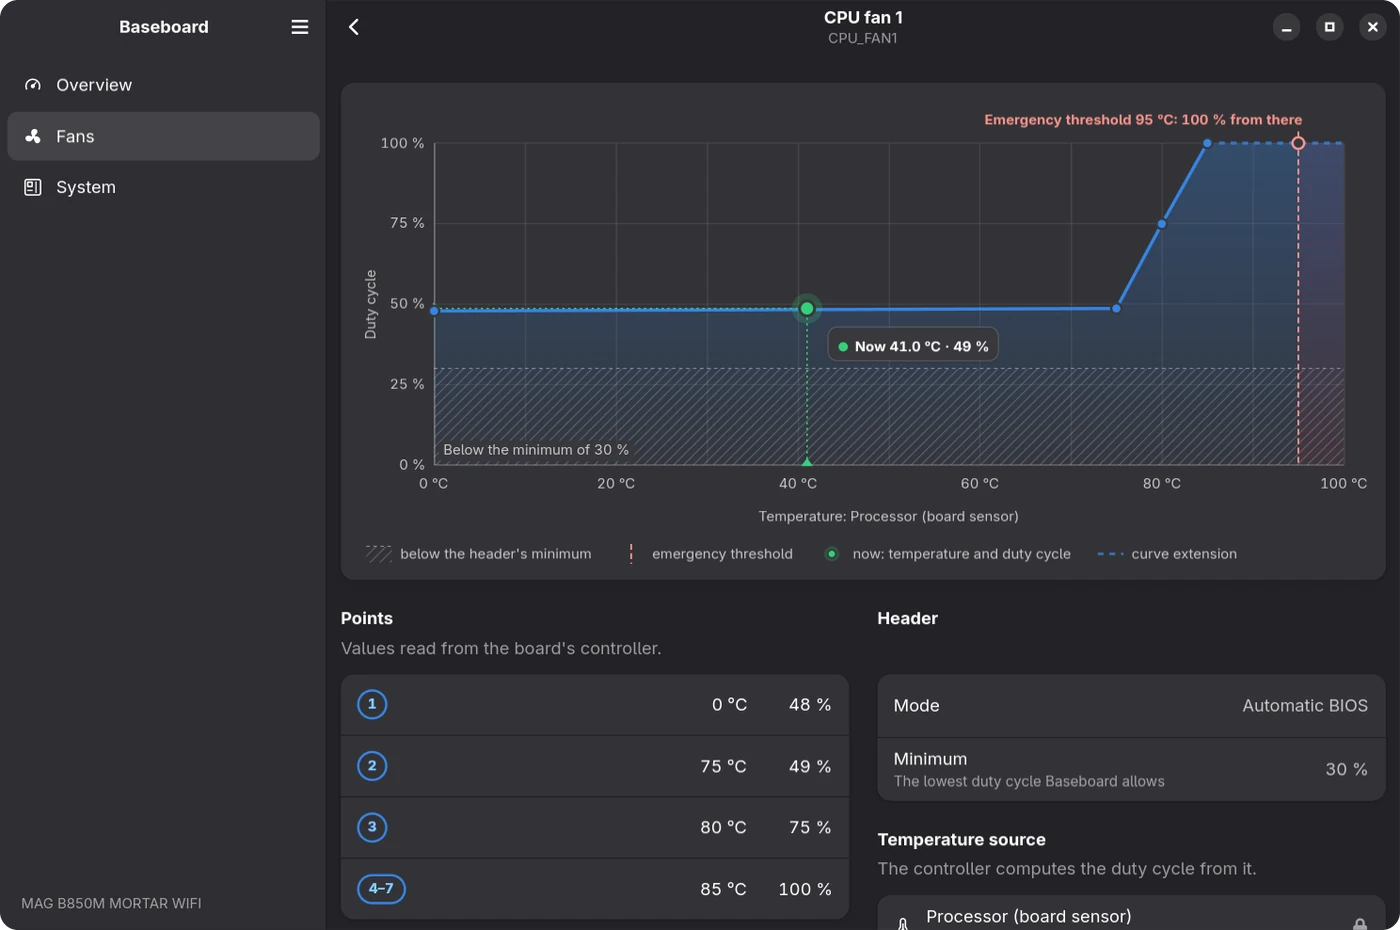 Baseboard
Overview
Fans
System
MAG B850M MORTAR WIFI
CPU fan 1
CPU_FAN1
Emergency threshold 95 °C: 100 % from there
100 %
75 %
50 %
25 %
0 %
Duty cycle
Now 41.0 °C · 49 %
Below the minimum of 30 %
0 °C 20 °C 40 °C 60 °C 80 °C 100 °C
Temperature: Processor (board sensor)
below the header's minimum emergency threshold now: temperature and duty cycle curve extension
Points
Values read from the board's controller.
1 0 °C 48 %
2 75 °C 49 %
3 80 °C 75 %
4–7 85 °C 100 %
Header
Mode Automatic BIOS
Minimum
The lowest duty cycle Baseboard allows
30 %
Temperature source
The controller computes the duty cycle from it.
Processor (board sensor)